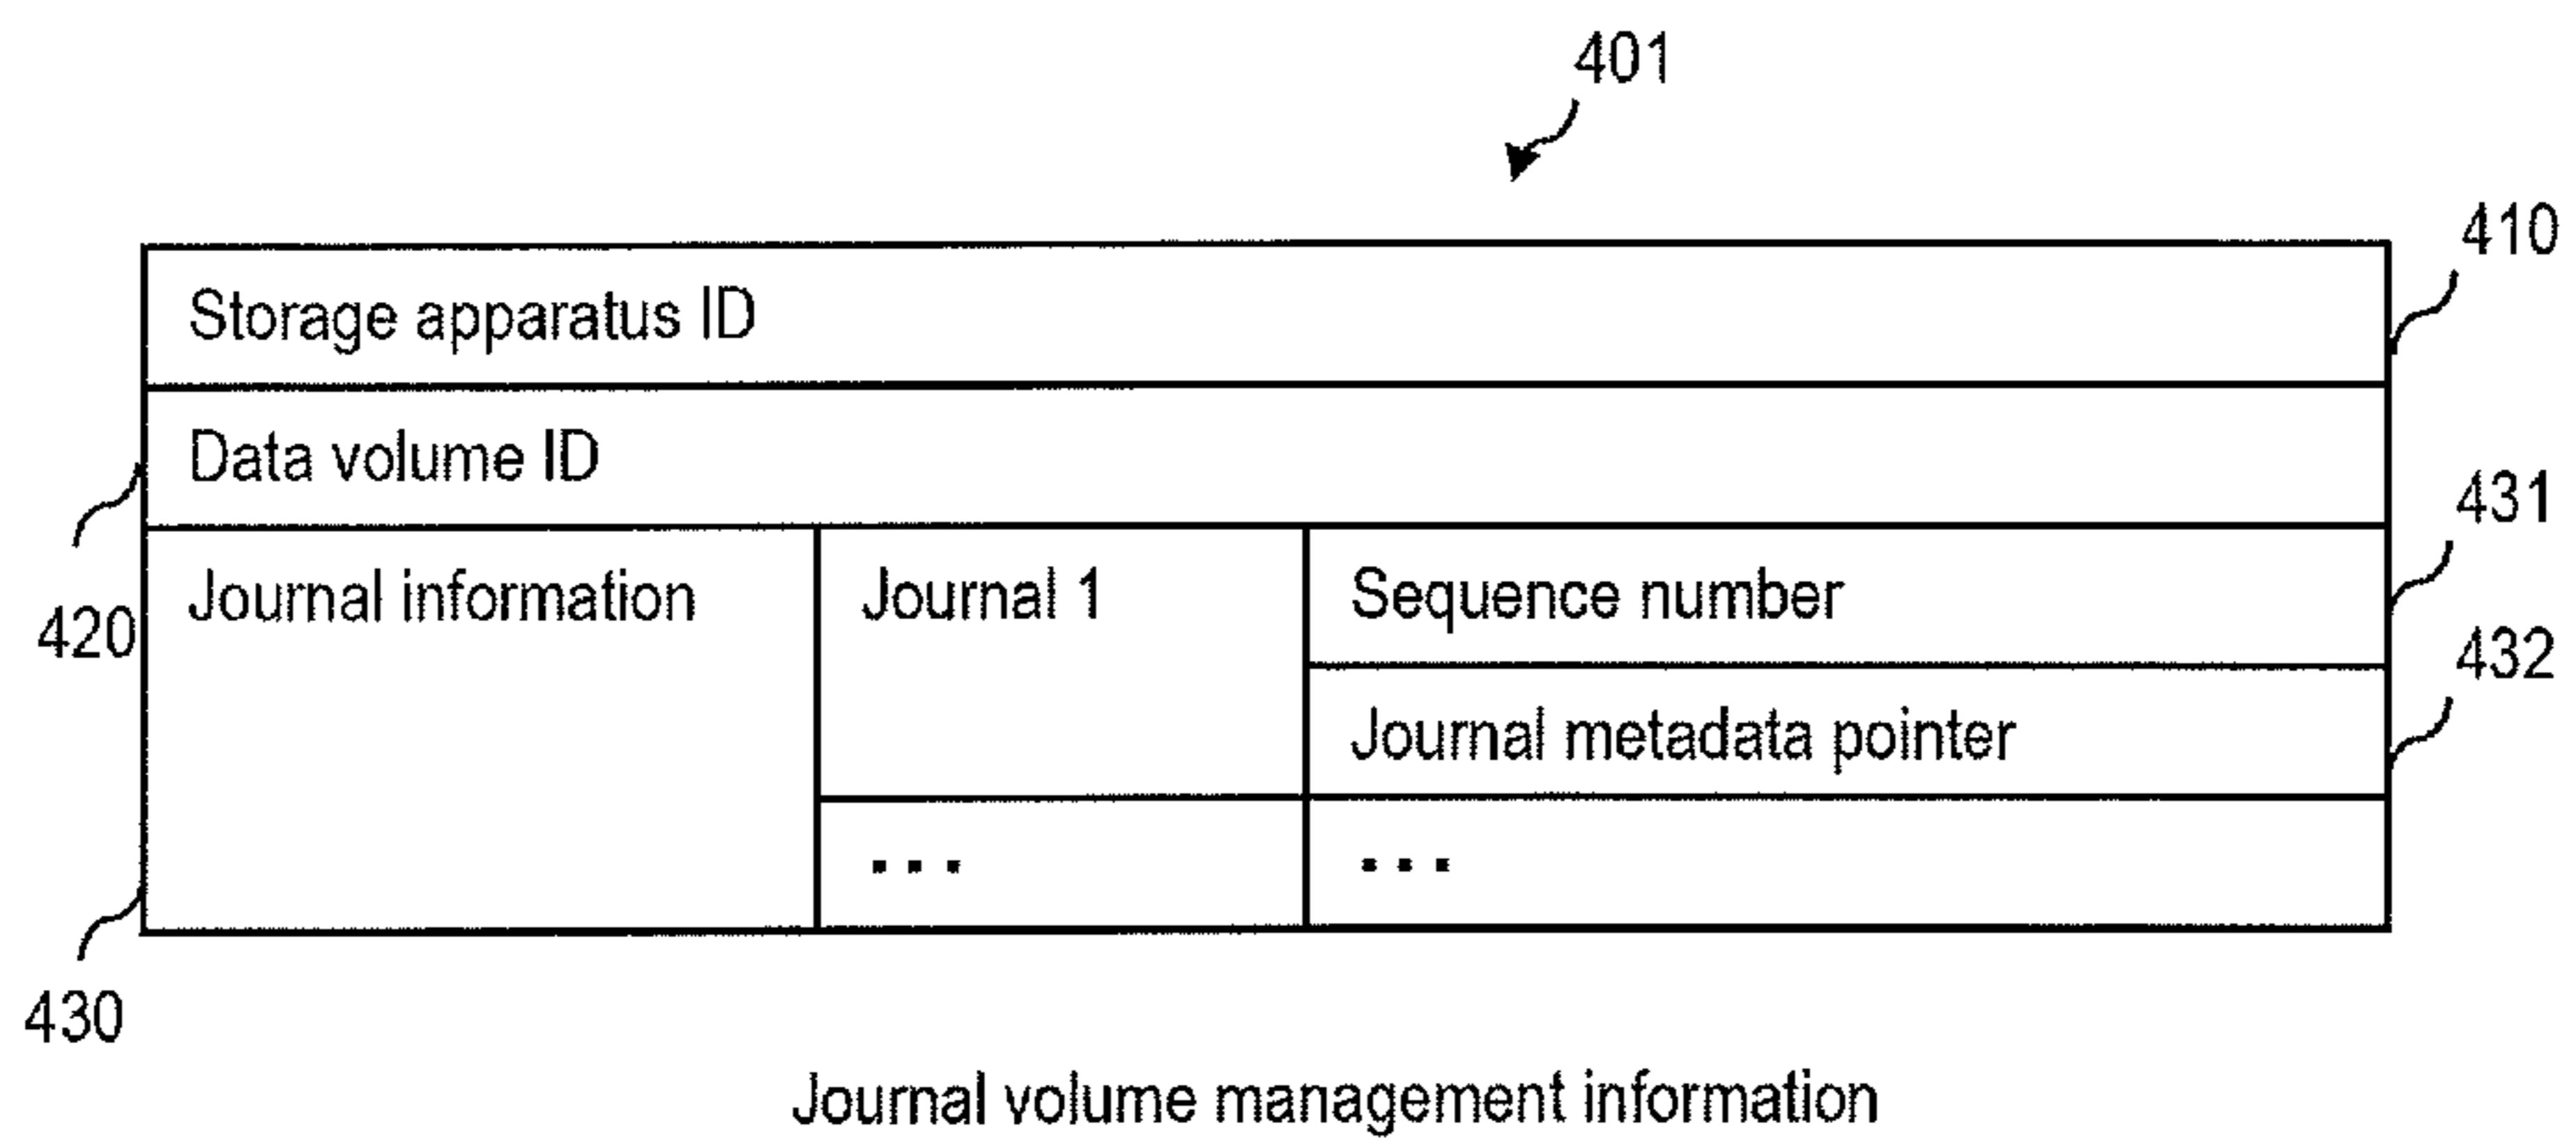 401
410
Storage apparatus ID
Data volume ID
420
431
Journal information Journal 1 Sequence number
432
Journal metadata pointer
... ...
430
Journal volume management information